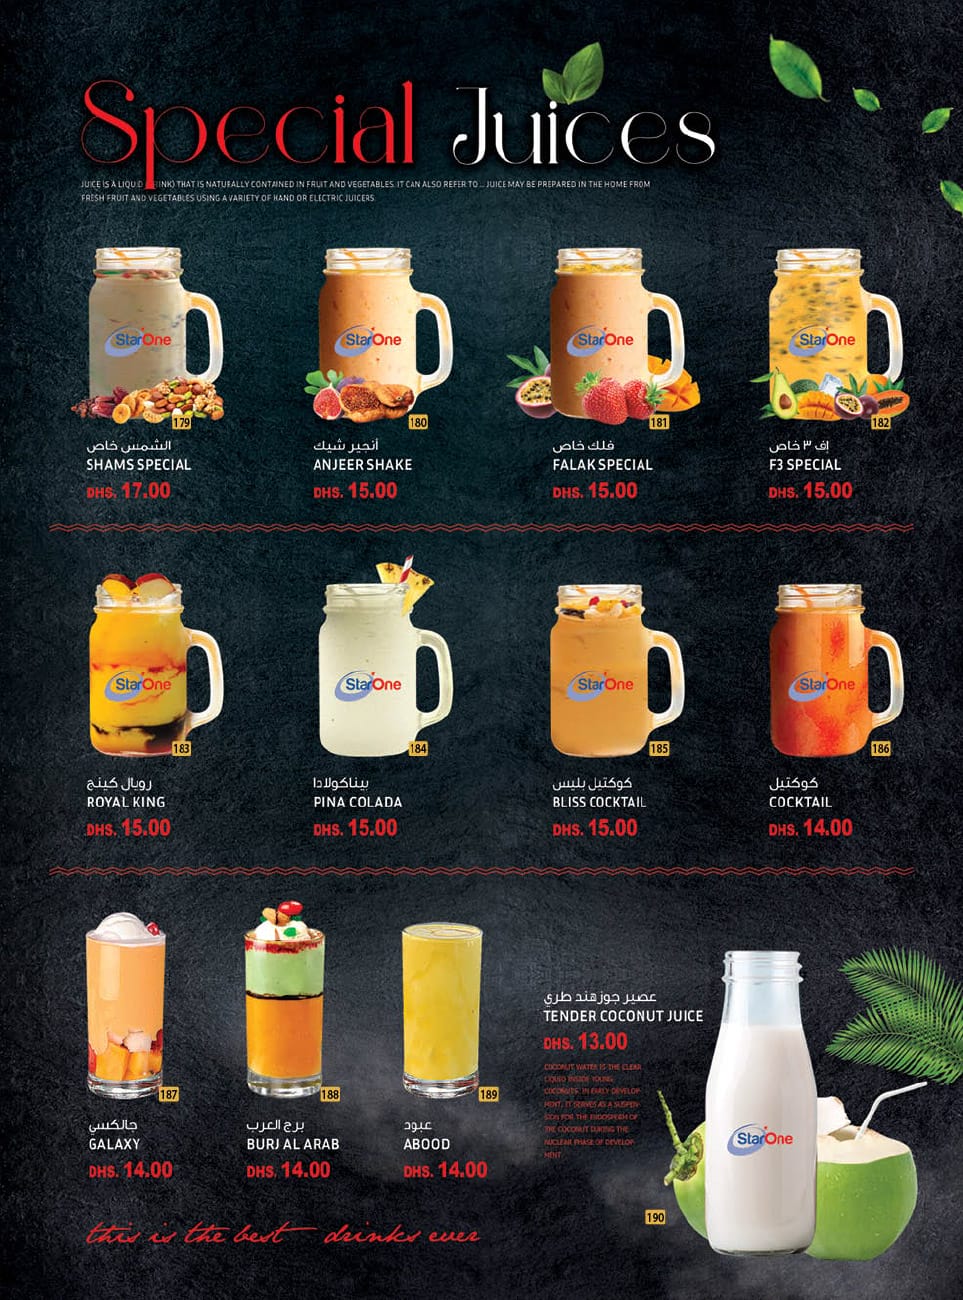 Special Juices
JUICE IS A LIQUID (DRINK) THAT IS NATURALLY CONTAINED IN FRUIT AND VEGETABLES. IT CAN ALSO REFER TO ... JUICE MAY BE PREPARED IN THE HOME FROM
FRESH FRUIT AND VEGETABLES USING A VARIETY OF HAND OR ELECTRIC JUICERS.
StarOne
StarOne
StarOne
StarOne
179
180
181
182
الشمس خاص
SHAMS SPECIAL
DHS. 17.00
أنجير شيك
ANJEER SHAKE
DHS. 15.00
فلك خاص
FALAK SPECIAL
DHS. 15.00
اف ٣ خاص
F3 SPECIAL
DHS. 15.00
StarOne
StarOne
StarOne
StarOne
183
184
185
186
رويال كينج
ROYAL KING
DHS. 15.00
بيناكولادا
PINA COLADA
DHS. 15.00
كوكتيل بليس
BLISS COCKTAIL
DHS. 15.00
كوكتيل
COCKTAIL
DHS. 14.00
187
188
189
جالكسي
GALAXY
DHS. 14.00
برج العرب
BURJ AL ARAB
DHS. 14.00
عبود
ABOOD
DHS. 14.00
عصير جوز هند طري
TENDER COCONUT JUICE
DHS. 13.00
COCONUT WATER IS THE CLEAR
LIQUID INSIDE YOUNG
COCONUTS. IN EARLY DEVELOP-
MENT, IT SERVES AS A SUSPEN-
SION FOR THE ENDOSPERM OF
THE COCONUT DURING THE
NUCLEAR PHASE OF DEVELOP-
MENT.
StarOne
190
this is the best drinks ever